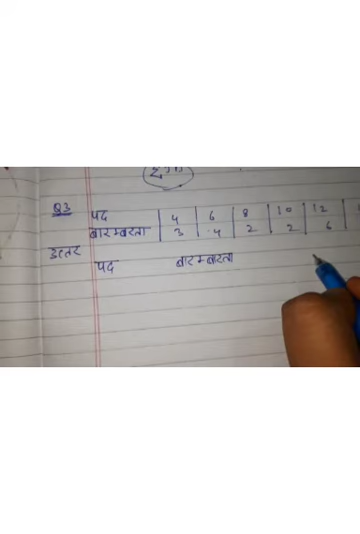 Q3 पद | 4 | 6 | 8 | 10 | 12 |
बारम्बारता | 3 | 4 | 2 | 2 | 6 |
उत्तर
पद बारम्बारता